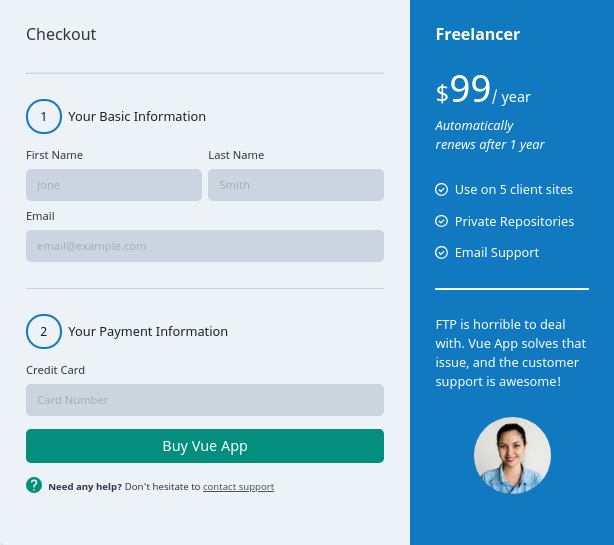 Checkout
1 Your Basic Information
First Name Last Name
Jone Smith
Email
email@example.com
2 Your Payment Information
Credit Card
Card Number
Buy Vue App
? Need any help? Don't hesitate to contact support
Freelancer
$99/ year
Automatically
renews after 1 year
Use on 5 client sites
Private Repositories
Email Support
FTP is horrible to deal
with. Vue App solves that
issue, and the customer
support is awesome!